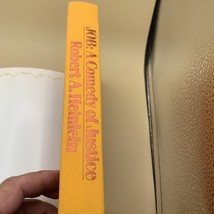 JOB: A Comedy of Justice
Robert A. Heinlein